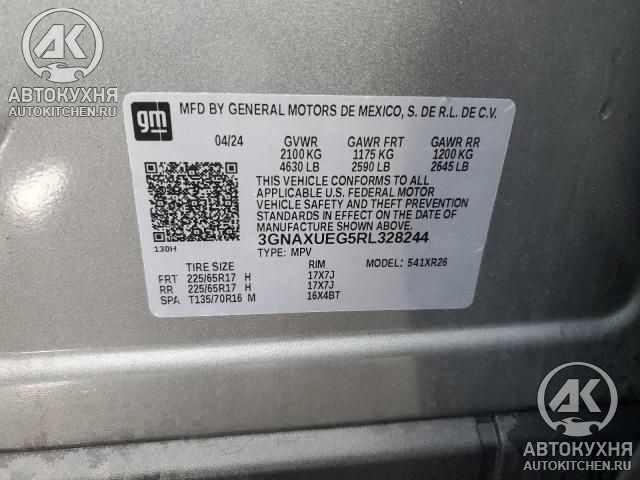 AK
АВТОКУХНЯ
AUTOKITCHEN.RU
gm
MFD BY GENERAL MOTORS DE MEXICO, S. DE R.L. DE C.V.
04/24 GVWR GAWR FRT GAWR RR
2100 KG 1175 KG 1200 KG
4630 LB 2590 LB 2645 LB
THIS VEHICLE CONFORMS TO ALL
APPLICABLE U.S. FEDERAL MOTOR
VEHICLE SAFETY AND THEFT PREVENTION
STANDARDS IN EFFECT ON THE DATE OF
MANUFACTURE SHOWN ABOVE.
3GNAXUEG5RL328244
130H
TYPE: MPV
TIRE SIZE RIM MODEL: 541XR26
FRT 225/65R17 H 17X7J
RR 225/65R17 H 17X7J
SPA T135/70R16 M 16X4BT
AK
АВТОКУХНЯ
AUTOKITCHEN.RU